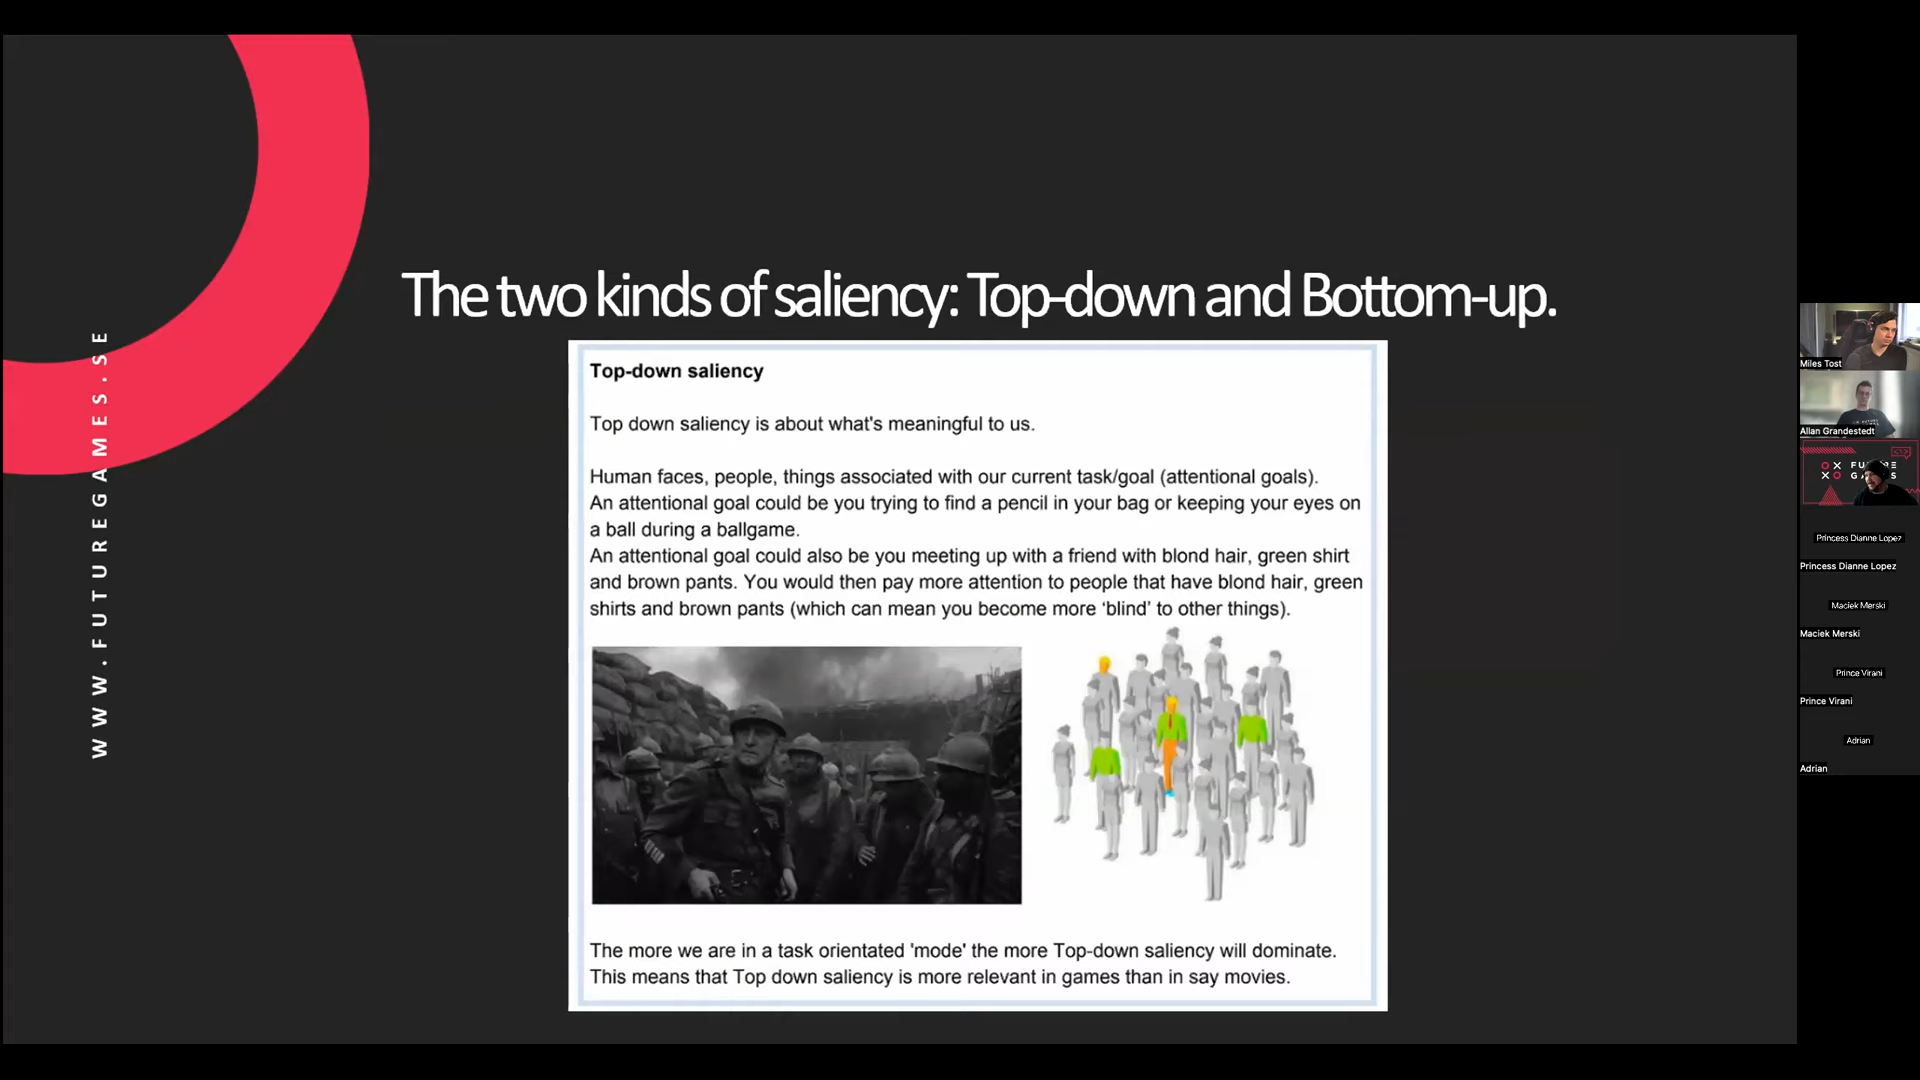 The two kinds of saliency: Top-down and Bottom-up.
Top-down saliency
Top down saliency is about what's meaningful to us.
Human faces, people, things associated with our current task/goal (attentional goals).
An attentional goal could be you trying to find a pencil in your bag or keeping your eyes on
a ball during a ballgame.
An attentional goal could also be you meeting up with a friend with blond hair, green shirt
and brown pants. You would then pay more attention to people that have blond hair, green
shirts and brown pants (which can mean you become more ‘blind’ to other things).
The more we are in a task orientated 'mode' the more Top-down saliency will dominate.
This means that Top down saliency is more relevant in games than in say movies.
WWW.FUTUREGAMES.SE
Miles Tost
Allan Grandestedt
Princess Dianne Lopez
Princess Dianne Lopez
Maciek Merski
Maciek Merski
Prince Virani
Prince Virani
Adrian
Adrian